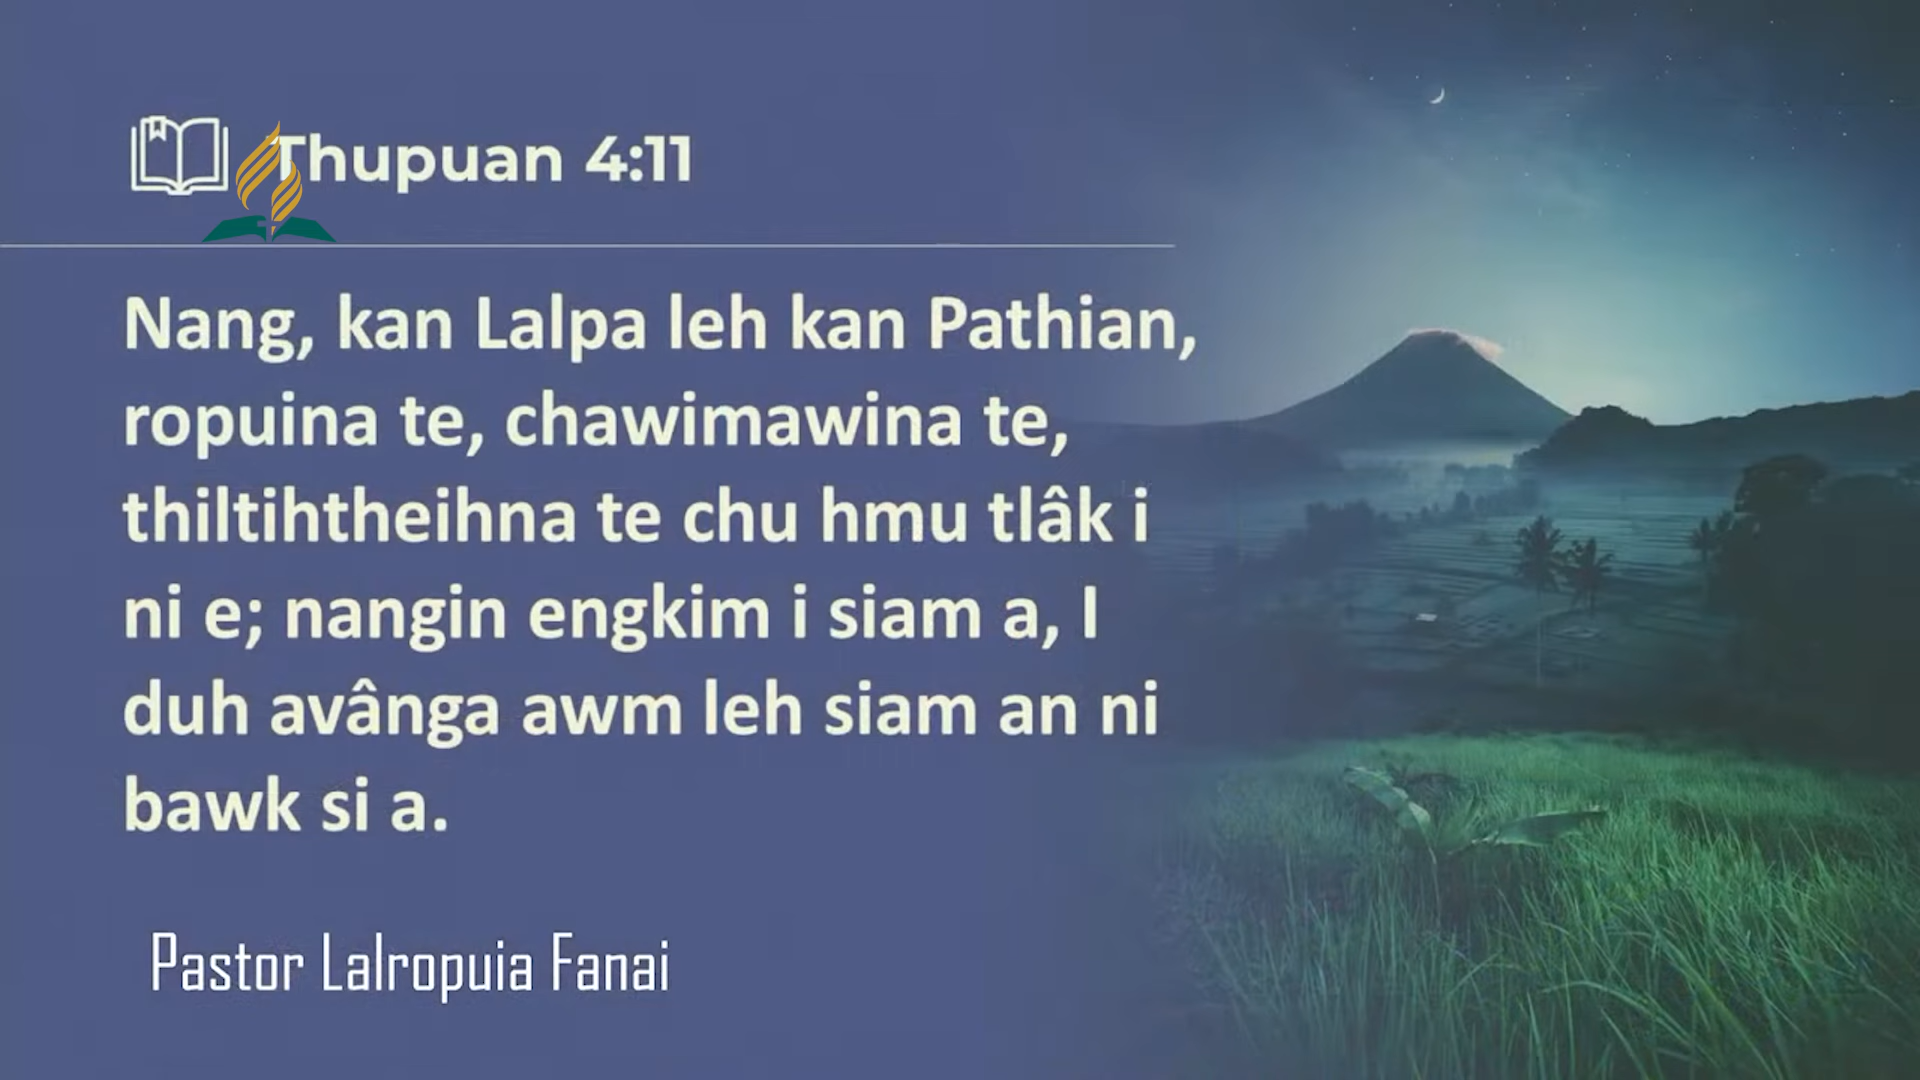 Thupuan 4:11
Nang, kan Lalpa leh kan Pathian,
ropuina te, chawimawina te,
thiltihtheihna te chu hmu tlâk i
ni e; nangin engkim i siam a, I
duh avânga awm leh siam an ni
bawk si a.
Pastor Lalropuia Fanai